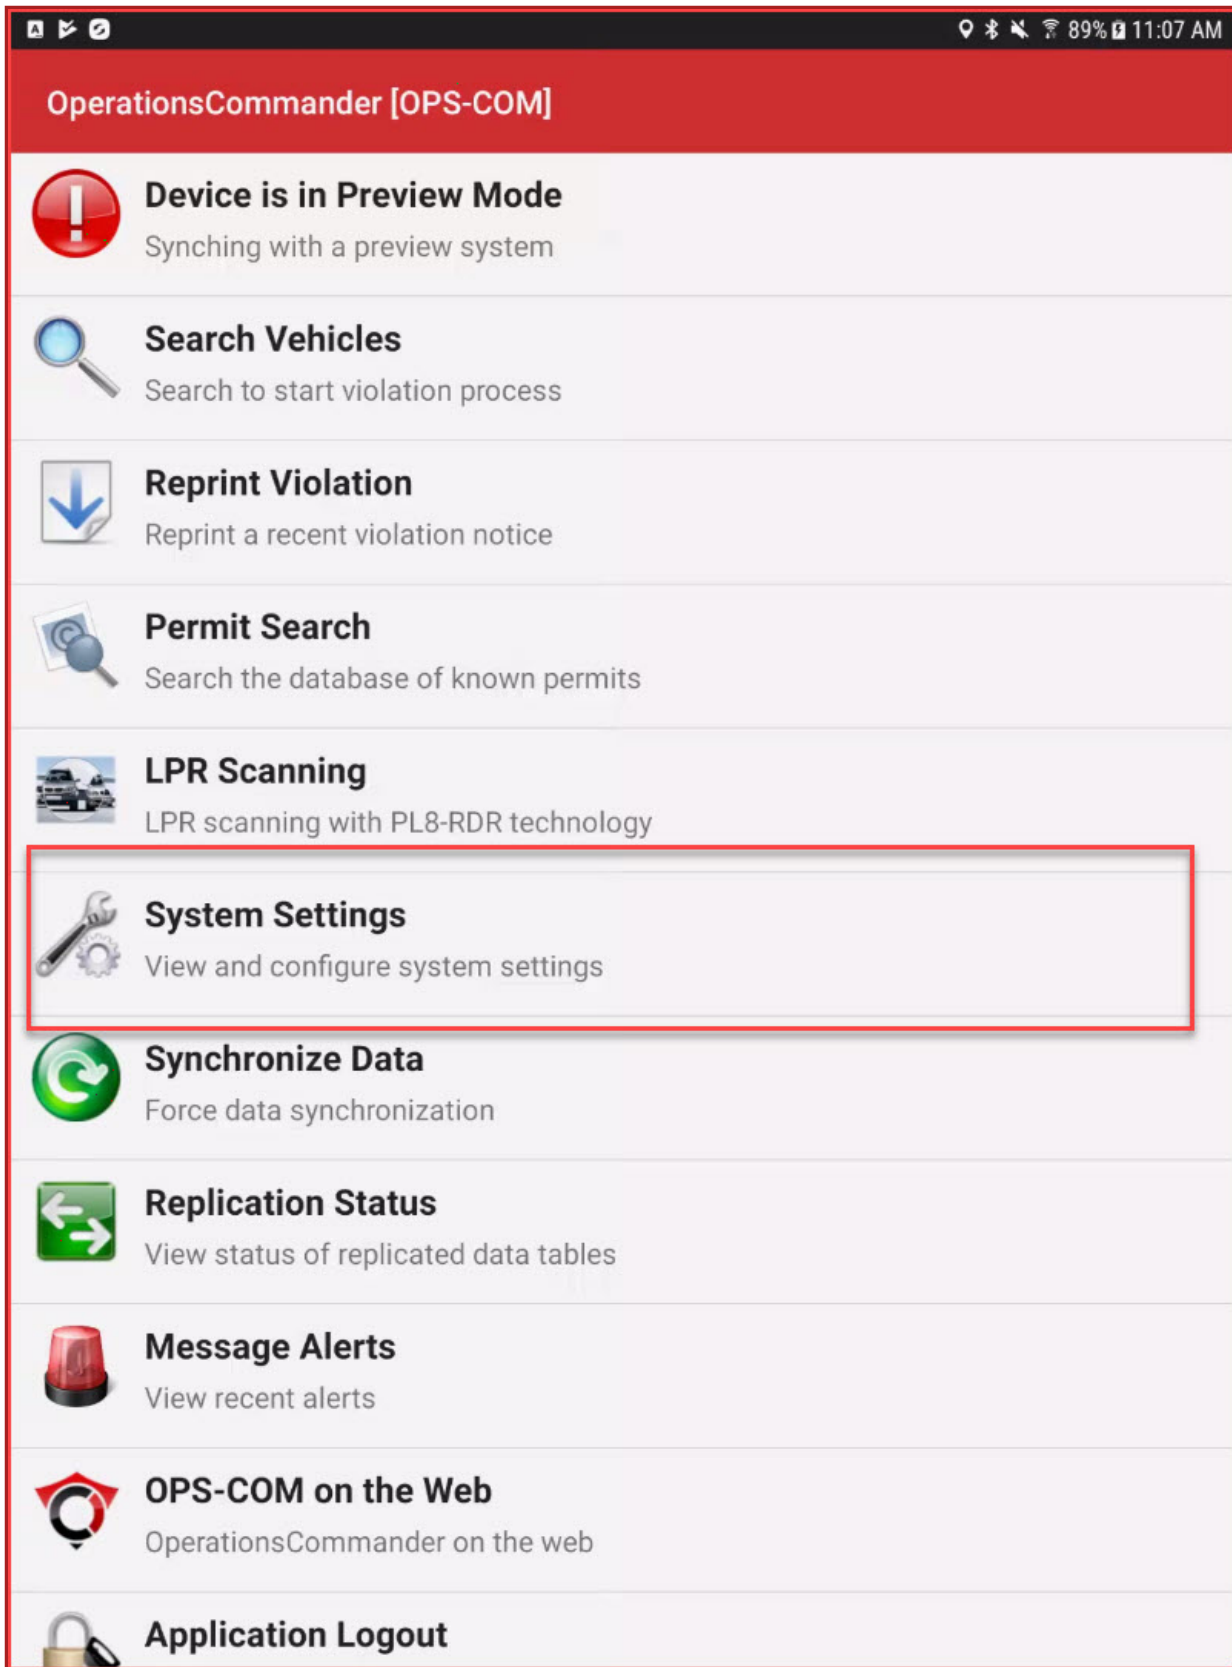 89% 11:07 AM
OperationsCommander [OPS-COM]
Device is in Preview Mode
Synching with a preview system
Search Vehicles
Search to start violation process
Reprint Violation
Reprint a recent violation notice
Permit Search
Search the database of known permits
LPR Scanning
LPR scanning with PL8-RDR technology
System Settings
View and configure system settings
Synchronize Data
Force data synchronization
Replication Status
View status of replicated data tables
Message Alerts
View recent alerts
OPS-COM on the Web
OperationsCommander on the web
Application Logout